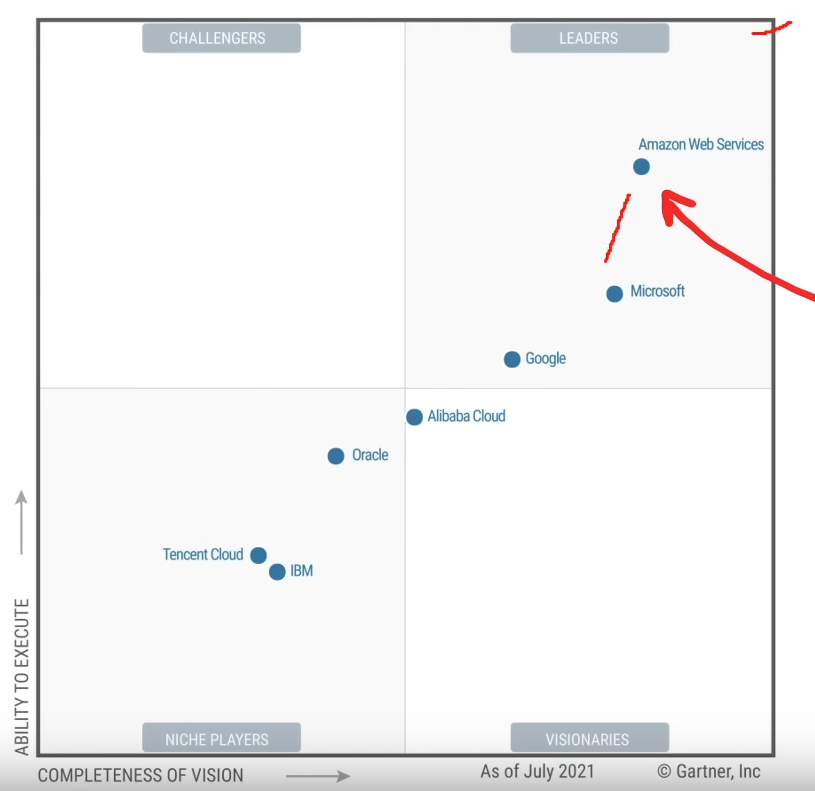 CHALLENGERS
LEADERS
Amazon Web Services
Microsoft
Google
Alibaba Cloud
Oracle
Tencent Cloud
IBM
ABILITY TO EXECUTE
NICHE PLAYERS
VISIONARIES
COMPLETENESS OF VISION
As of July 2021
© Gartner, Inc